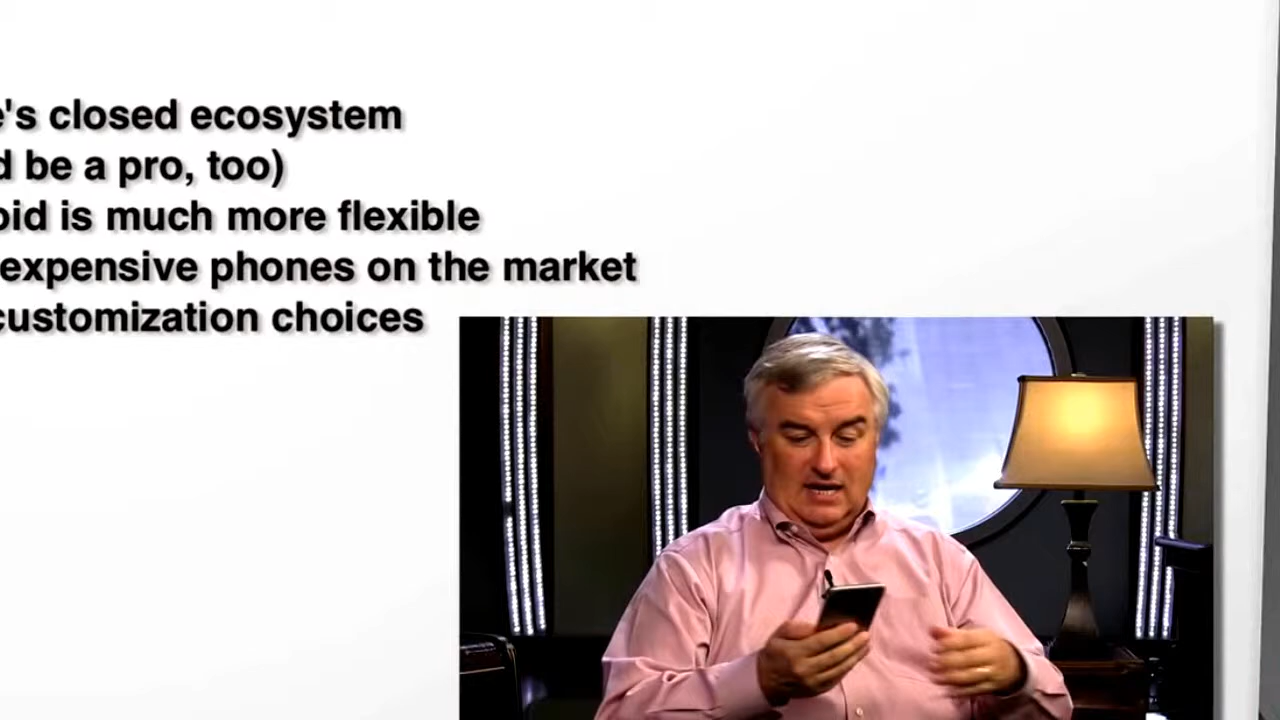 e's closed ecosystem
d be a pro, too)
oid is much more flexible
expensive phones on the market
customization choices